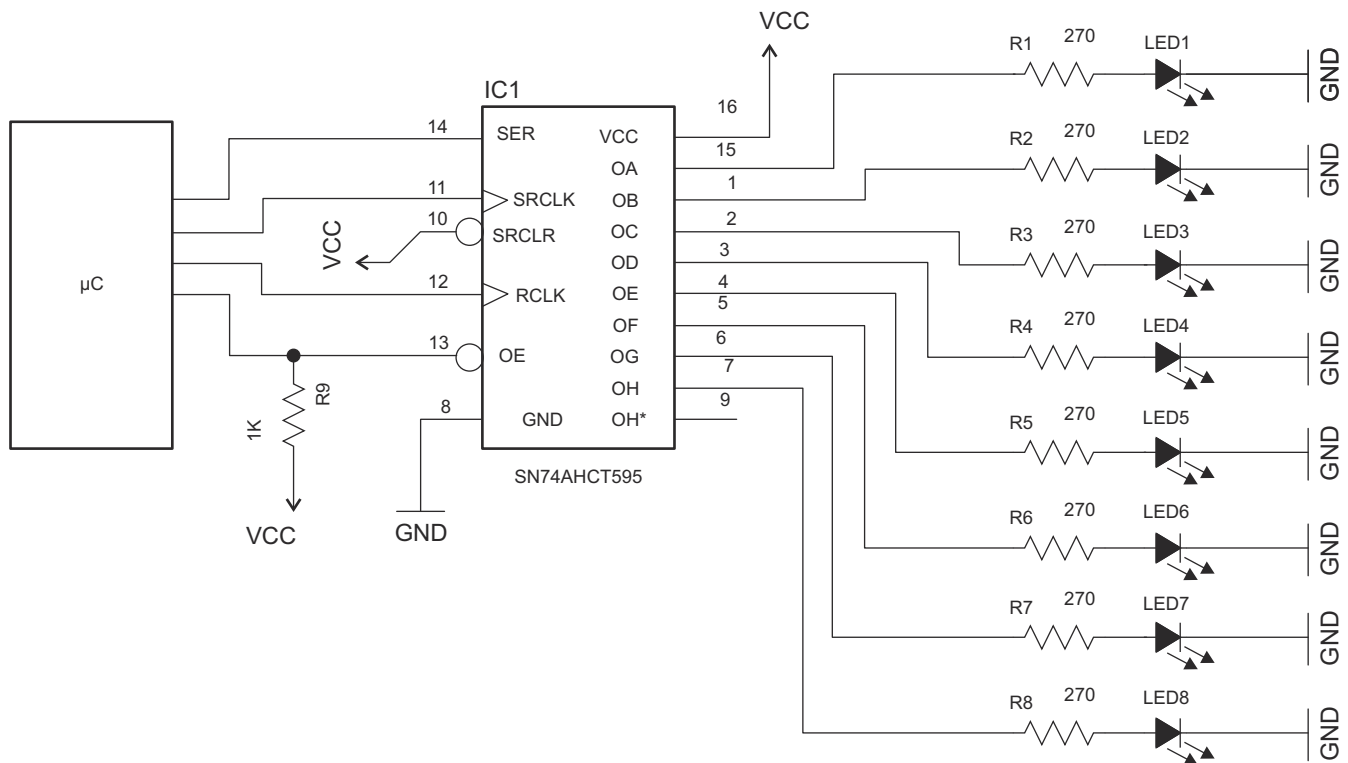 VCC
R1
270
LED1
GND
IC1
16
14
SER
VCC
15
OA
R2
270
LED2
GND
1
11
SRCLK
OB
10
2
SRCLR
OC
R3
270
LED3
GND
VCC
3
OD
µC
12
RCLK
4
OE
5
OF
R4
270
LED4
GND
13
OE
6
OG
7
OH
R9
1K
8
GND
9
OH*
R5
270
LED5
GND
SN74AHCT595
VCC
GND
R6
270
LED6
GND
R7
270
LED7
GND
R8
270
LED8
GND